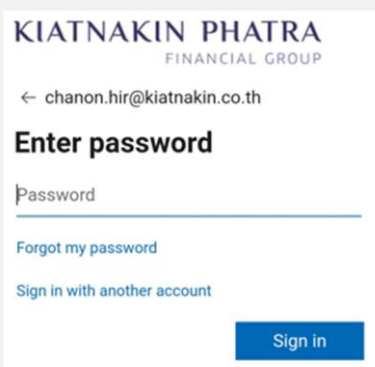 KIATNAKIN PHATRA
FINANCIAL GROUP
← chanon.hir@kiatnakin.co.th
Enter password
Password
Forgot my password
Sign in with another account
Sign in